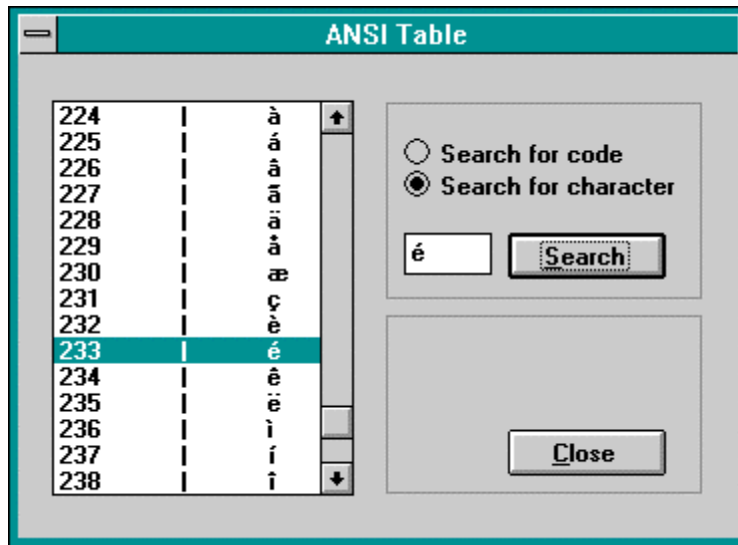 ANSI Table
224 | à
225 | á
226 | â
227 | ã
228 | ä
229 | å
230 | æ
231 | ç
232 | è
233 | é
234 | ê
235 | ë
236 | ì
237 | í
238 | î
Search for code
Search for character
é
Search
Close